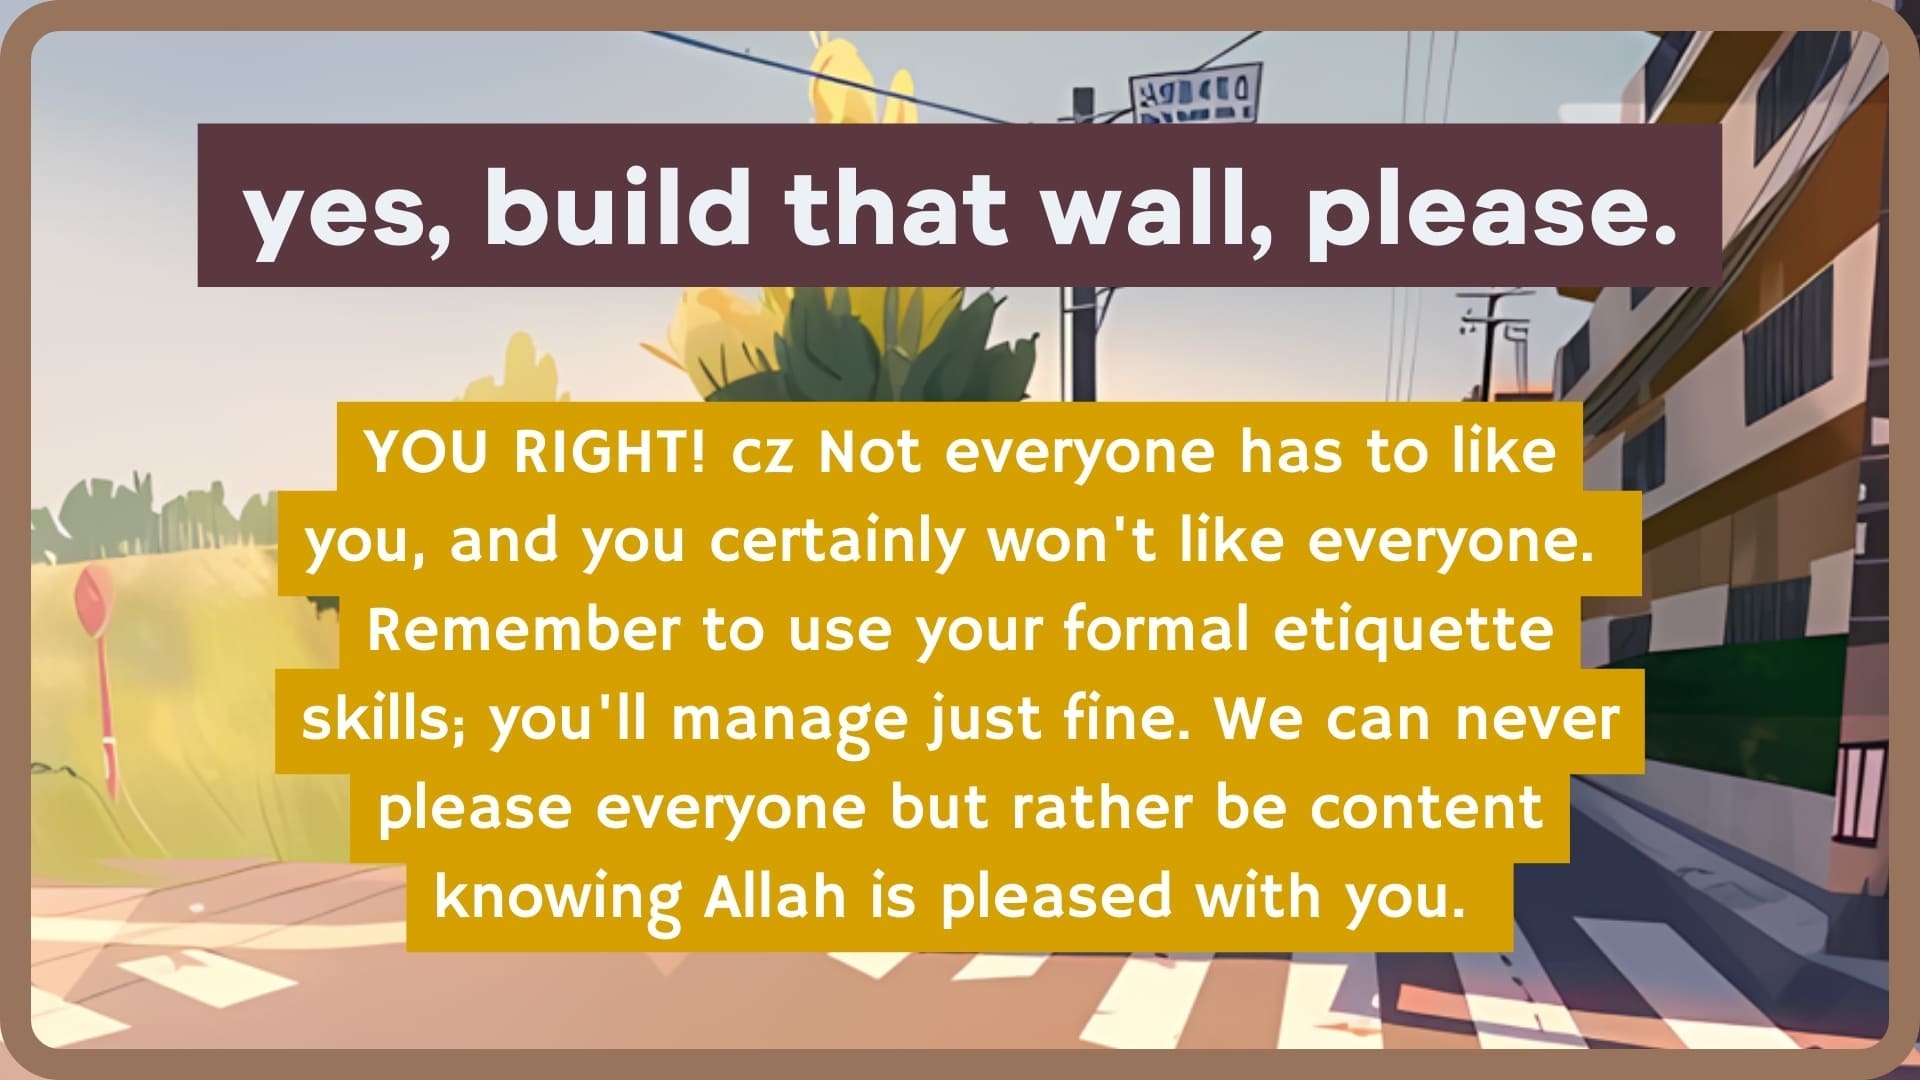 yes, build that wall, please.
YOU RIGHT! cz Not everyone has to like
you, and you certainly won't like everyone.
Remember to use your formal etiquette
skills; you'll manage just fine. We can never
please everyone but rather be content
knowing Allah is pleased with you.